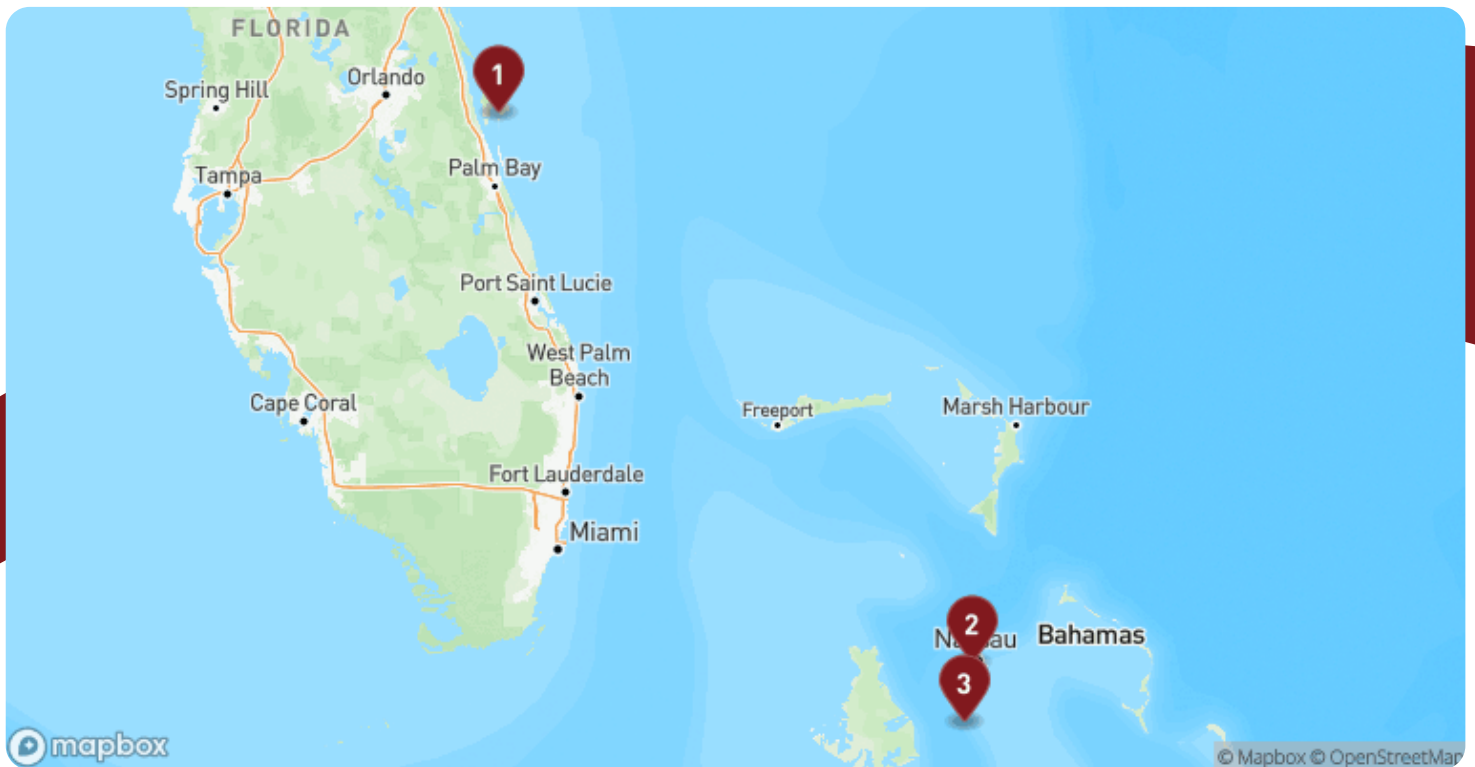 FLORIDA
1
Orlando
Spring Hill
Palm Bay
Tampa
Port Saint Lucie
West Palm
Beach
Cape Coral
Freeport
Marsh Harbour
Fort Lauderdale
Miami
2
Bahamas
3
mapbox
© Mapbox © OpenStreetMap